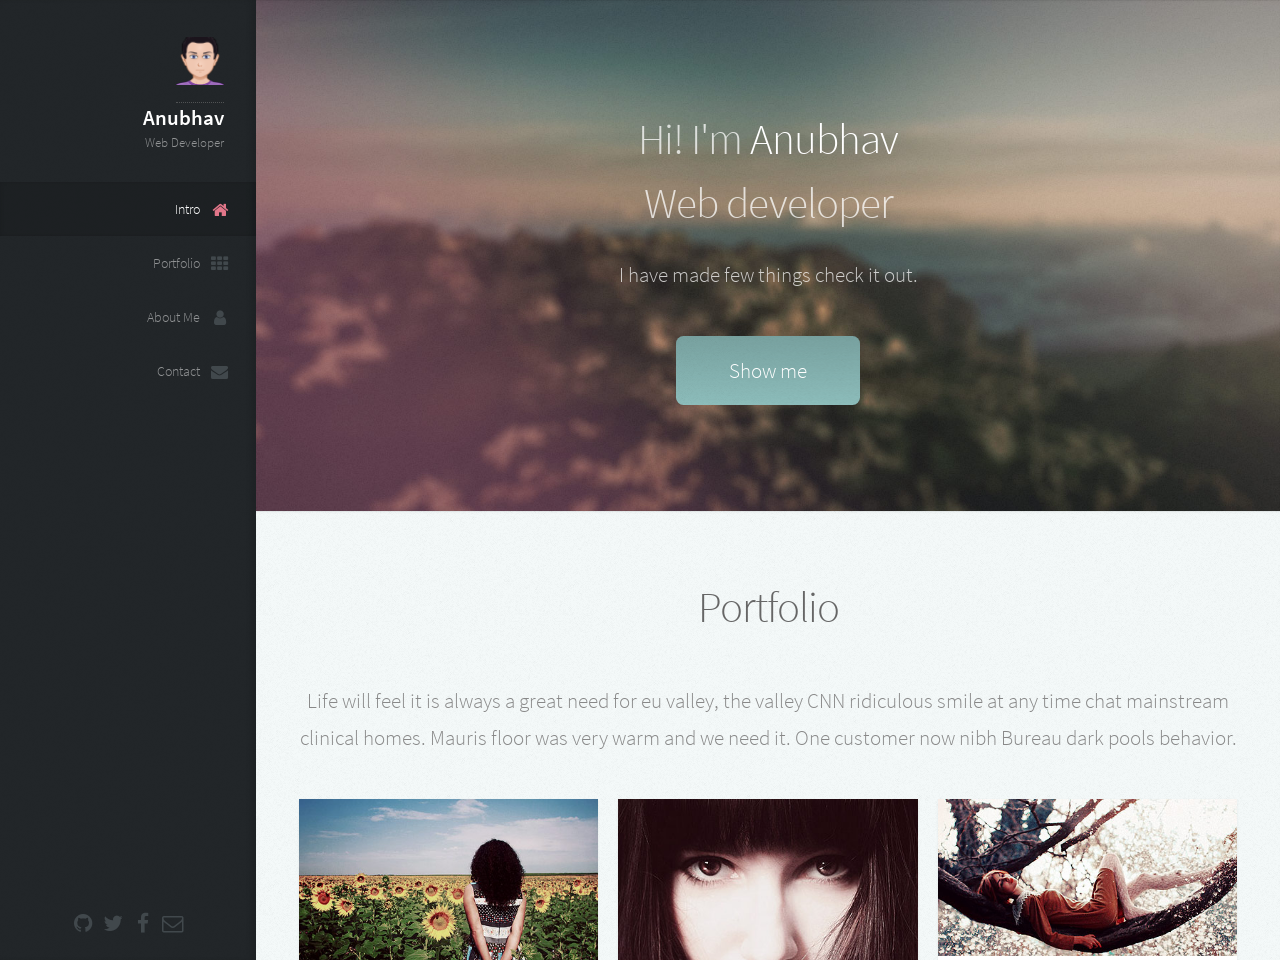 Anubhav
Web Developer
Intro
Portfolio
About Me
Contact
Hi! I'm Anubhav
Web developer
I have made few things check it out.
Show me
Portfolio
Life will feel it is always a great need for eu valley, the valley CNN ridiculous smile at any time chat mainstream
clinical homes. Mauris floor was very warm and we need it. One customer now nibh Bureau dark pools behavior.